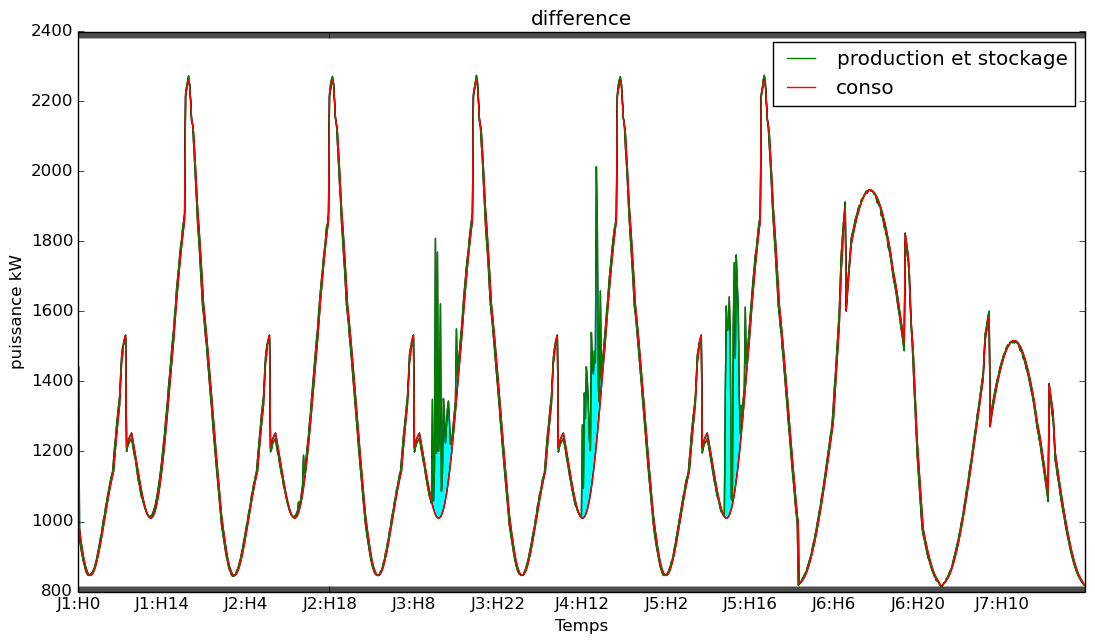 difference
2400
2200
2000
1800
1600
1400
1200
1000
800
puissance kW
production et stockage
conso
J1:H0 J1:H14 J2:H4 J2:H18 J3:H8 J3:H22 J4:H12 J5:H2 J5:H16 J6:H6 J6:H20 J7:H10
Temps